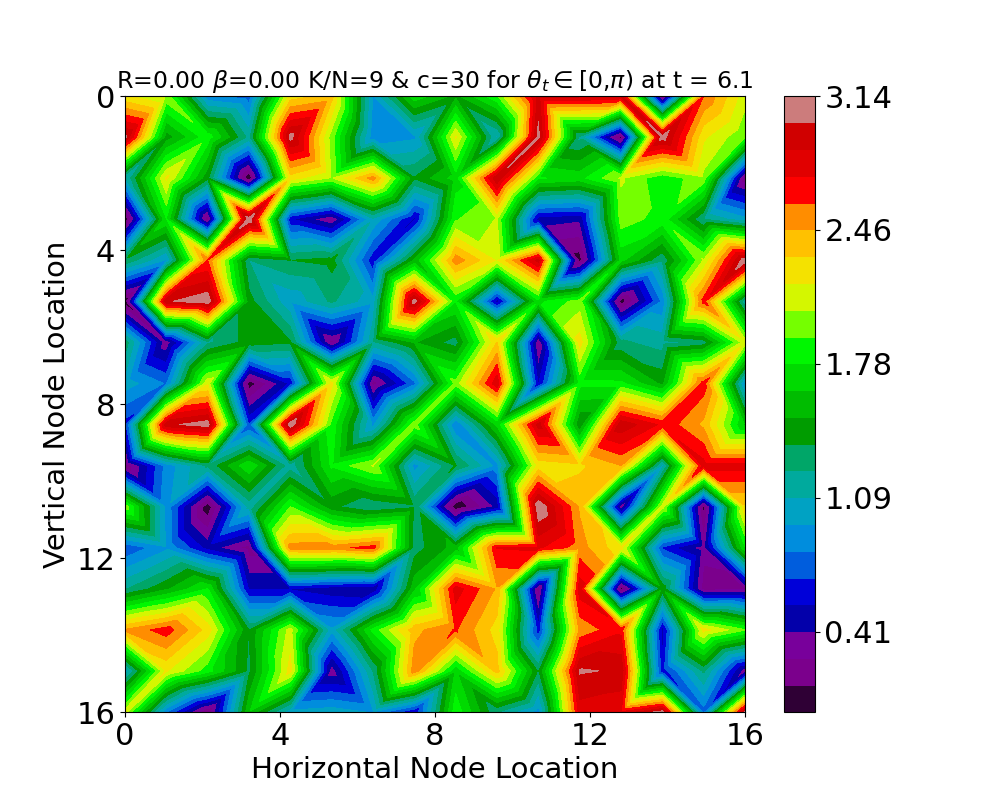 R=0.00 β=0.00 K/N=9 & c=30 for θₜ∈[0,π) at t = 6.1
0
4
8
12
16
Vertical Node Location
0 4 8 12 16
Horizontal Node Location
3.14
2.46
1.78
1.09
0.41